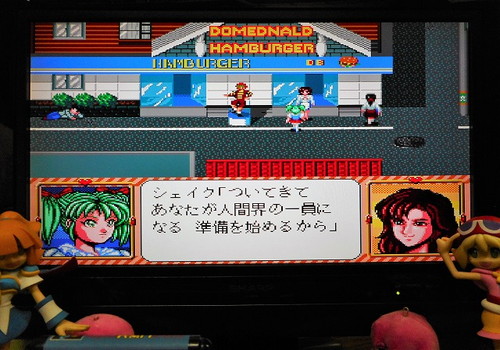 DOMEDNALD
HAMBURGER
HAMBURGER
シェイク「ついてきて
あなたが人間界の一員に
なる 準備を始めるから」